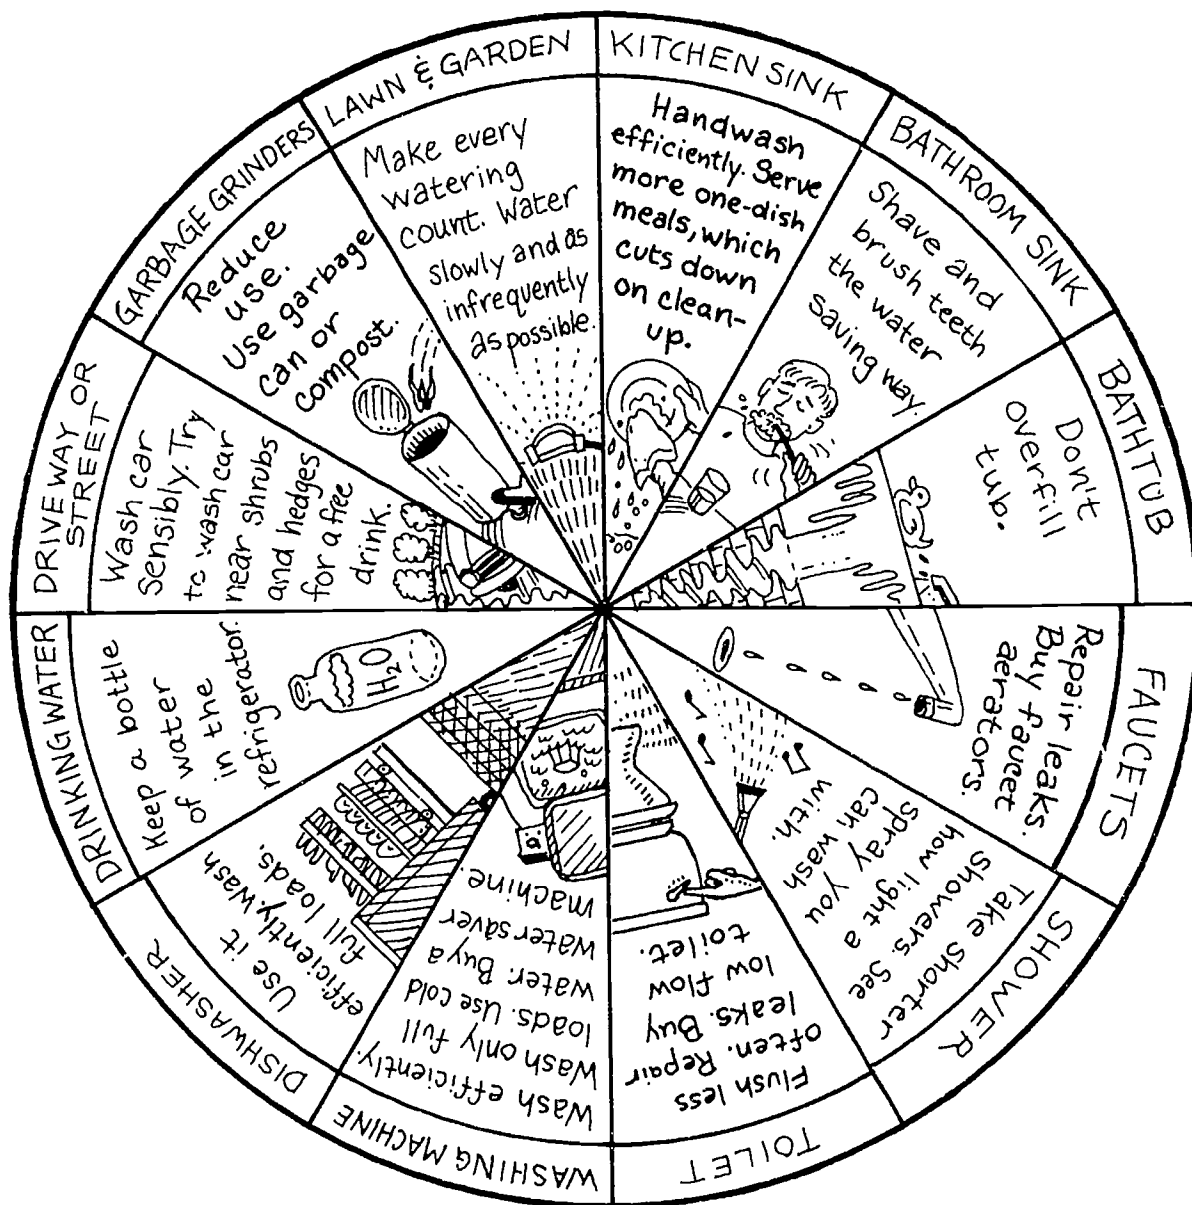 KITCHEN SINK
Handwash
efficiently. Serve
more one-dish
meals, which
cuts down
on clean-
up.
BATHROOM SINK
Shave and
brush teeth
the water
saving way.
BATHTUB
Don't
overfill
tub.
FAUCETS
Repair leaks.
Buy faucet
aerators.
SHOWER
Take shorter
showers. See
how light a
spray you
can wash
with.
TOILET
Flush less
often. Repair
leaks. Buy
low flow
toilet.
WASHING MACHINE
Wash efficiently.
Wash only full
loads. Use cold
water. Buy a
water saver
machine.
DISHWASHER
Use it
efficiently. Wash
full loads.
DRINKING WATER
Keep a bottle
of water
in the
refrigerator.
H2O
DRIVEWAY OR
STREET
Wash car
Sensibly. Try
to wash car
near shrubs
and hedges
for a free
drink.
GARBAGE GRINDERS
Reduce
use.
Use garbage
can or
compost.
LAWN & GARDEN
Make every
watering
count. Water
slowly and as
infrequently
as possible.